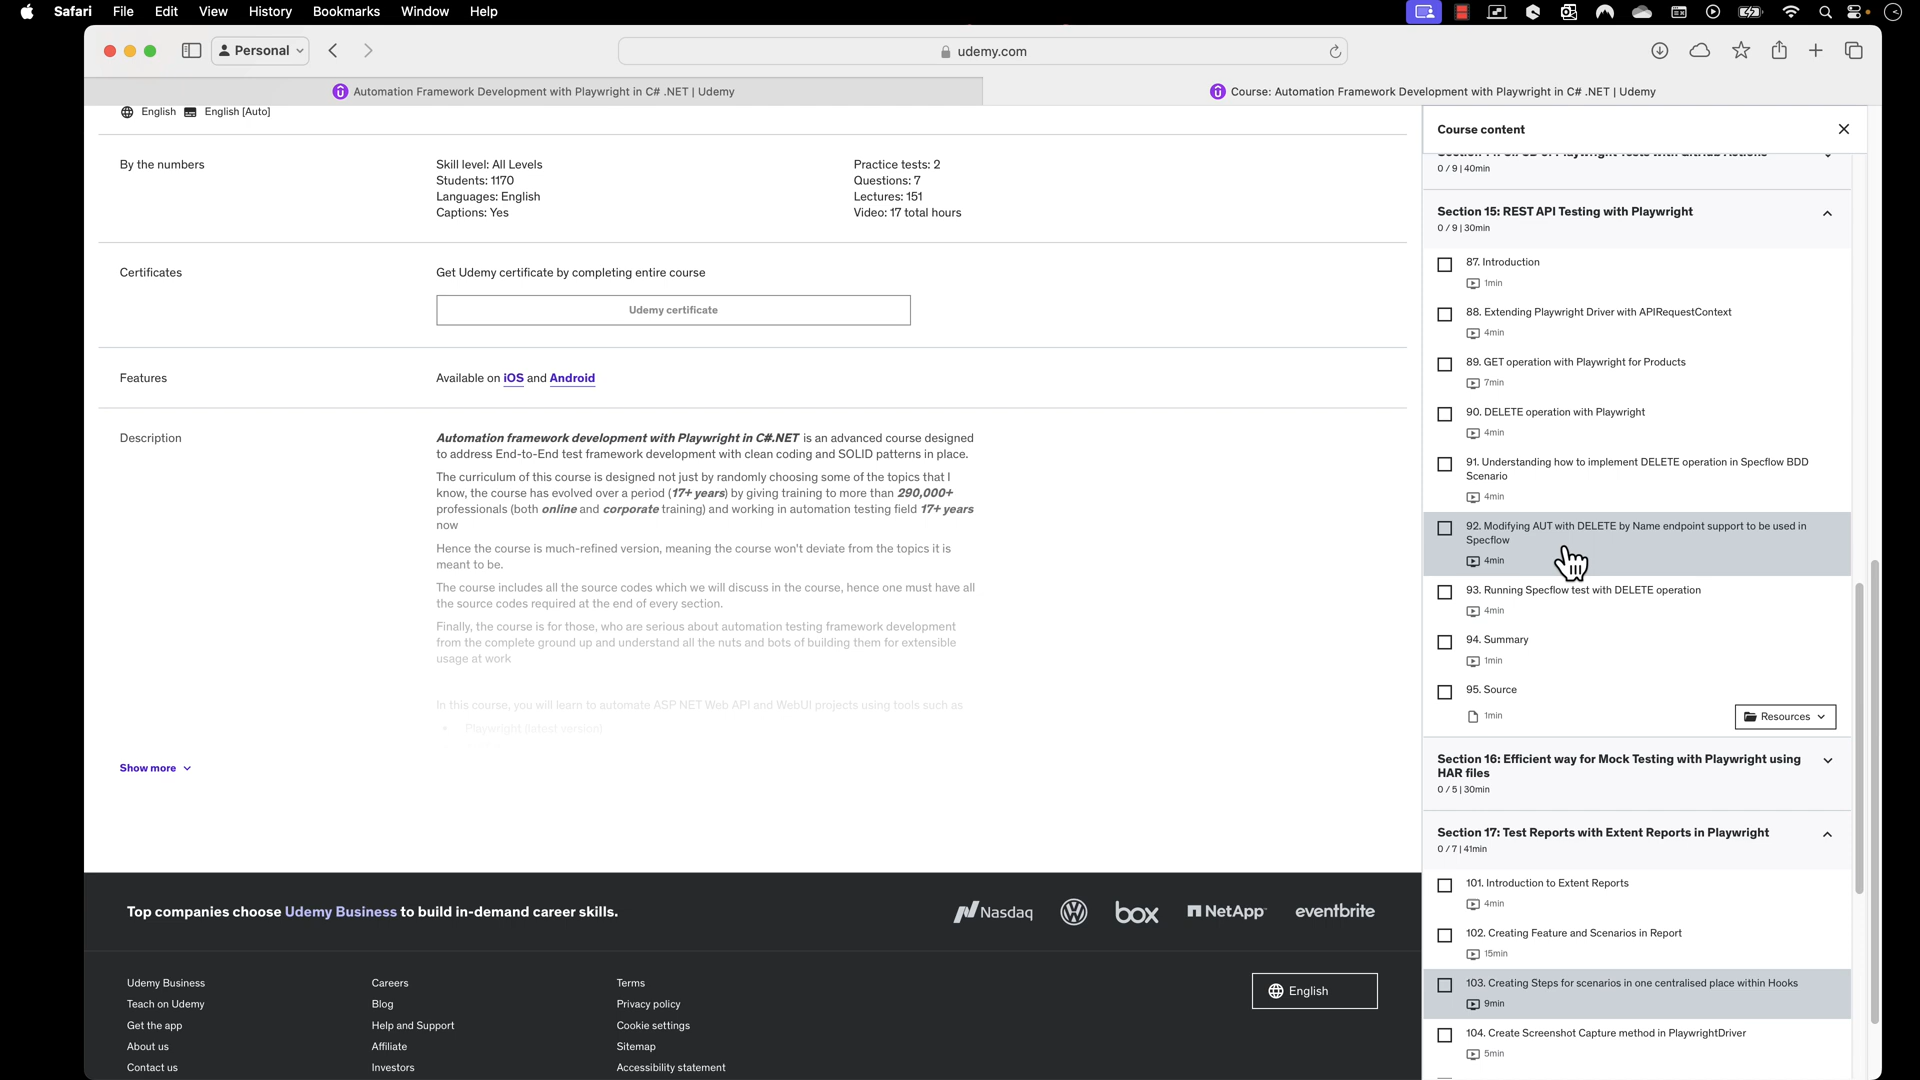 Safari File Edit View History Bookmarks Window Help
Personal
udemy.com
Automation Framework Development with Playwright in C# .NET | Udemy
Course: Automation Framework Development with Playwright in C# .NET | Udemy
English English [Auto]
By the numbers
Skill level: All Levels
Students: 1170
Languages: English
Captions: Yes
Practice tests: 2
Questions: 7
Lectures: 151
Video: 17 total hours
Certificates
Get Udemy certificate by completing entire course
Udemy certificate
Features
Available on iOS and Android
Description
Automation framework development with Playwright in C#.NET is an advanced course designed
to address End-to-End test framework development with clean coding and SOLID patterns in place.
The curriculum of this course is designed not just by randomly choosing some of the topics that I
know, the course has evolved over a period (17+ years) by giving training to more than 290,000+
professionals (both online and corporate training) and working in automation testing field 17+ years
now
Hence the course is much-refined version, meaning the course won't deviate from the topics it is
meant to be.
The course includes all the source codes which we will discuss in the course, hence one must have all
the source codes required at the end of every section.
Finally, the course is for those, who are serious about automation testing framework development
from the complete ground up and understand all the nuts and bots of building them for extensible
usage at work
In this course, you will learn to automate ASP NET Web API and WebUI projects using tools such as
Playwright (latest version)
Show more
Course content
0 / 9 | 40min
Section 15: REST API Testing with Playwright
0 / 9 | 30min
87. Introduction
1min
88. Extending Playwright Driver with APIRequestContext
4min
89. GET operation with Playwright for Products
7min
90. DELETE operation with Playwright
4min
91. Understanding how to implement DELETE operation in Specflow BDD
Scenario
4min
92. Modifying AUT with DELETE by Name endpoint support to be used in
Specflow
4min
93. Running Specflow test with DELETE operation
4min
94. Summary
1min
95. Source
1min
Resources
Section 16: Efficient way for Mock Testing with Playwright using
HAR files
0 / 5 | 30min
Section 17: Test Reports with Extent Reports in Playwright
0 / 7 | 41min
101. Introduction to Extent Reports
4min
102. Creating Feature and Scenarios in Report
15min
103. Creating Steps for scenarios in one centralised place within Hooks
9min
104. Create Screenshot Capture method in PlaywrightDriver
5min
Top companies choose Udemy Business to build in-demand career skills.
Nasdaq
box
NetApp
eventbrite
Udemy Business
Teach on Udemy
Get the app
About us
Contact us
Careers
Blog
Help and Support
Affiliate
Investors
Terms
Privacy policy
Cookie settings
Sitemap
Accessibility statement
English